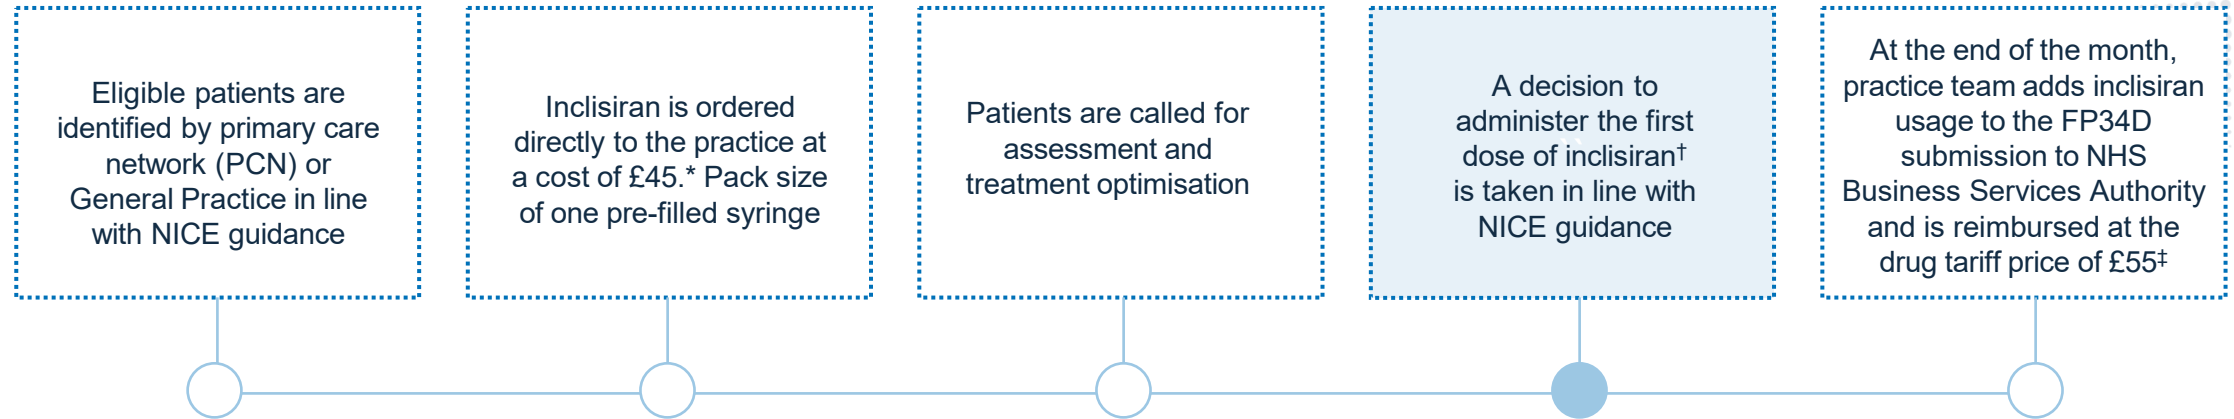 Eligible patients are
identified by primary care
network (PCN) or
General Practice in line
with NICE guidance
Inclisiran is ordered
directly to the practice at
a cost of £45.* Pack size
of one pre-filled syringe
Patients are called for
assessment and
treatment optimisation
A decision to
administer the first
dose of inclisiran†
is taken in line with
NICE guidance
At the end of the month,
practice team adds inclisiran
usage to the FP34D
submission to NHS
Business Services Authority
and is reimbursed at the
drug tariff price of £55‡